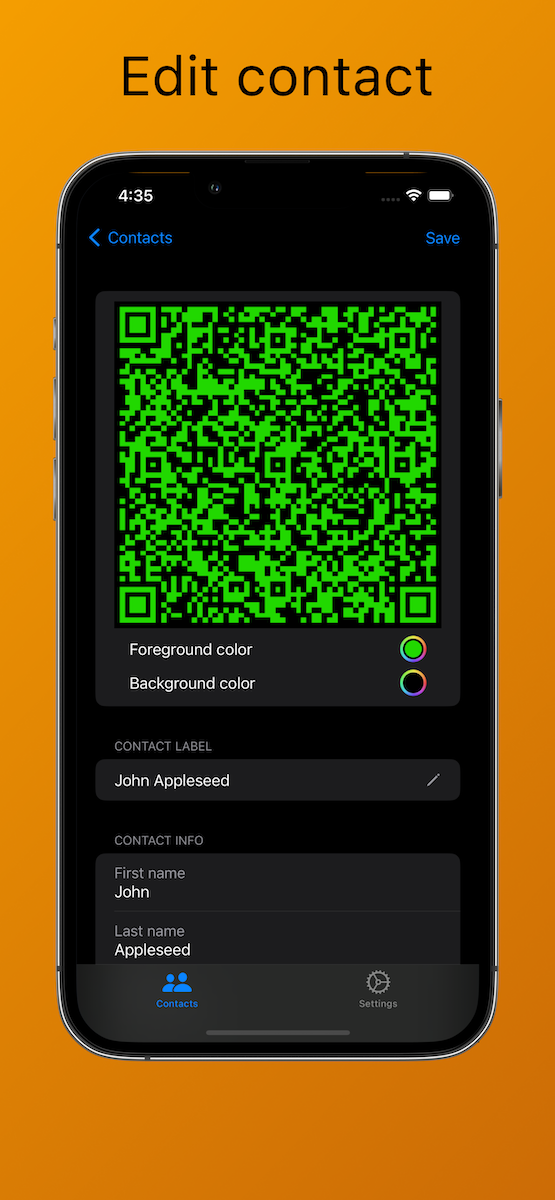 Edit contact
4:35
Contacts
Save
Foreground color
Background color
CONTACT LABEL
John Appleseed
CONTACT INFO
First name
John
Last name
Appleseed
Contacts
Settings